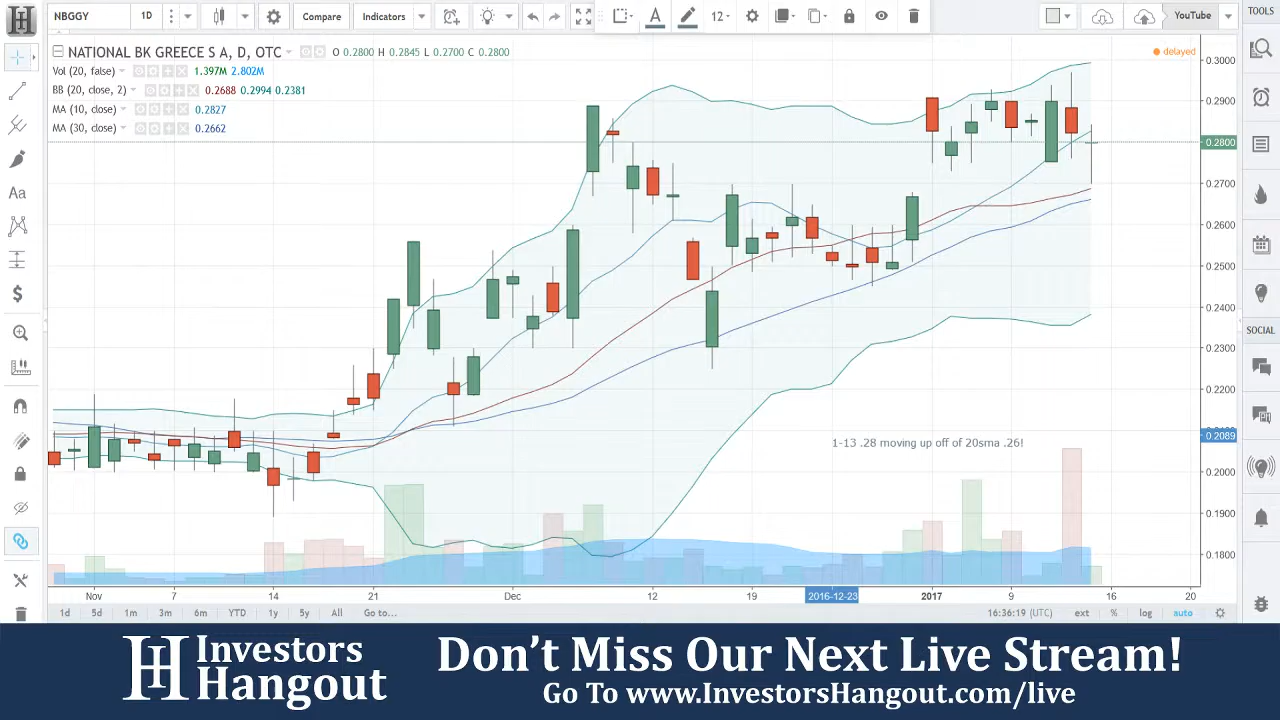 NBGGY 1D Compare Indicators 12 YouTube TOOLS
NATIONAL BK GREECE S A, D, OTC O 0.2800 H 0.2845 L 0.2700 C 0.2800
delayed
Vol (20, false) 1.397M 2.802M
BB (20, close, 2) 0.2688 0.2994 0.2381
MA (10, close) 0.2827
MA (30, close) 0.2662
0.3000
0.2900
0.2800
0.2700
0.2600
0.2500
0.2400
0.2300
0.2200
0.2089
0.2000
0.1900
0.1800
Aa
$
SOCIAL
1-13 .28 moving up off of 20sma .26!
Nov 7 14 21 Dec 12 19 2016-12-23 2017 9 16 20
1d 5d 1m 3m 6m YTD 1y 5y All Go to... 16:36:19 (UTC) ext % log auto
IH Investors Hangout
Don't Miss Our Next Live Stream!
Go To www.InvestorsHangout.com/live